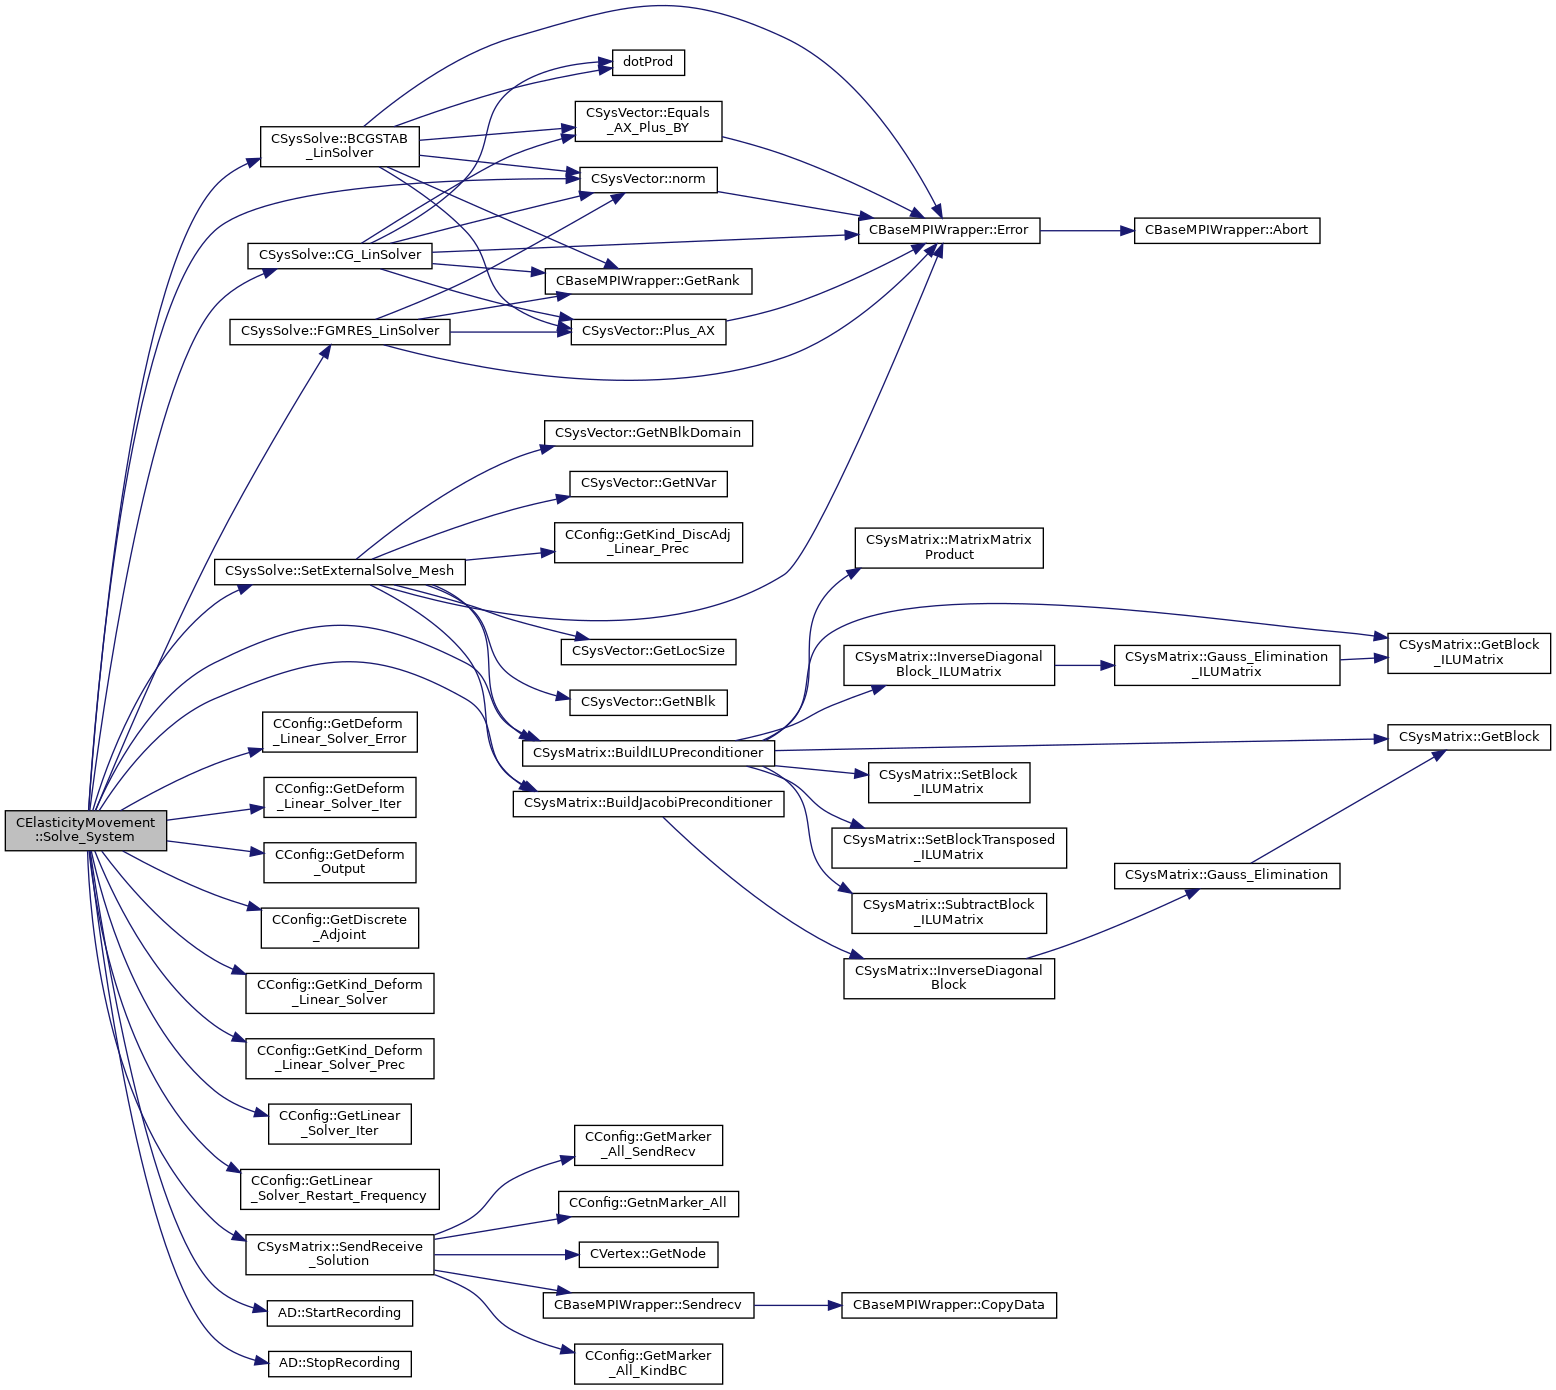 dotProd
CSysVector::Equals
_AX_Plus_BY
CSysSolve::BCGSTAB
_LinSolver
CSysVector::norm
CBaseMPIWrapper::Error
CBaseMPIWrapper::Abort
CSysSolve::CG_LinSolver
CBaseMPIWrapper::GetRank
CSysSolve::FGMRES_LinSolver
CSysVector::Plus_AX
CSysVector::GetNBlkDomain
CSysVector::GetNVar
CConfig::GetKind_DiscAdj
_Linear_Prec
CSysMatrix::MatrixMatrix
Product
CSysSolve::SetExternalSolve_Mesh
CSysVector::GetLocSize
CSysMatrix::InverseDiagonal
Block_ILUMatrix
CSysMatrix::Gauss_Elimination
_ILUMatrix
CSysMatrix::GetBlock
_ILUMatrix
CSysVector::GetNBlk
CConfig::GetDeform
_Linear_Solver_Error
CSysMatrix::BuildILUPreconditioner
CSysMatrix::GetBlock
CSysMatrix::SetBlock
_ILUMatrix
CConfig::GetDeform
_Linear_Solver_Iter
CSysMatrix::BuildJacobiPreconditioner
CElasticityMovement
::Solve_System
CSysMatrix::SetBlockTransposed
_ILUMatrix
CConfig::GetDeform
_Output
CSysMatrix::Gauss_Elimination
CConfig::GetDiscrete
_Adjoint
CSysMatrix::SubtractBlock
_ILUMatrix
CSysMatrix::InverseDiagonal
Block
CConfig::GetKind_Deform
_Linear_Solver
CConfig::GetKind_Deform
_Linear_Solver_Prec
CConfig::GetLinear
_Solver_Iter
CConfig::GetLinear
_Solver_Restart_Frequency
CConfig::GetMarker
_All_SendRecv
CConfig::GetnMarker_All
CSysMatrix::SendReceive
_Solution
CVertex::GetNode
CBaseMPIWrapper::Sendrecv
CBaseMPIWrapper::CopyData
AD::StartRecording
CConfig::GetMarker
_All_KindBC
AD::StopRecording